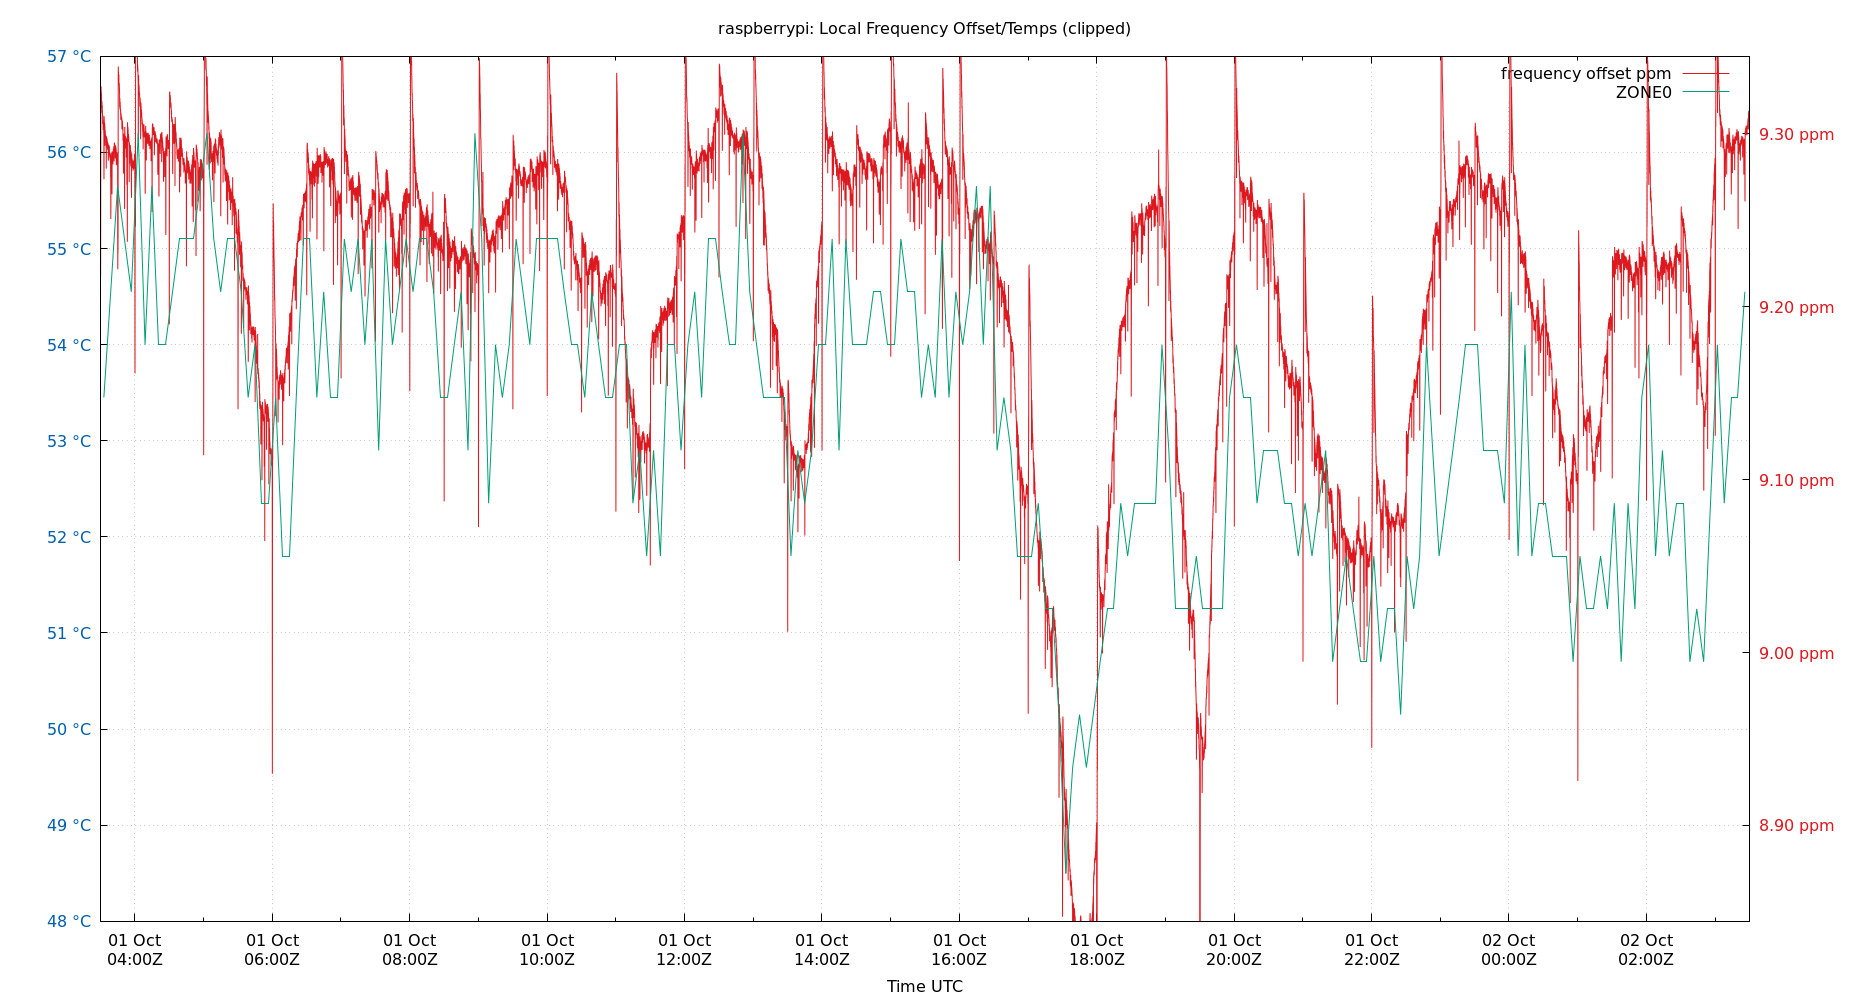 raspberrypi: Local Frequency Offset/Temps (clipped)
57 °C
56 °C
55 °C
54 °C
53 °C
52 °C
51 °C
50 °C
49 °C
48 °C
frequency offset ppm
ZONE0
9.30 ppm
9.20 ppm
9.10 ppm
9.00 ppm
8.90 ppm
01 Oct 01 Oct 01 Oct 01 Oct 01 Oct 01 Oct 01 Oct 01 Oct 01 Oct 01 Oct 02 Oct 02 Oct
04:00Z 06:00Z 08:00Z 10:00Z 12:00Z 14:00Z 16:00Z 18:00Z 20:00Z 22:00Z 00:00Z 02:00Z
Time UTC